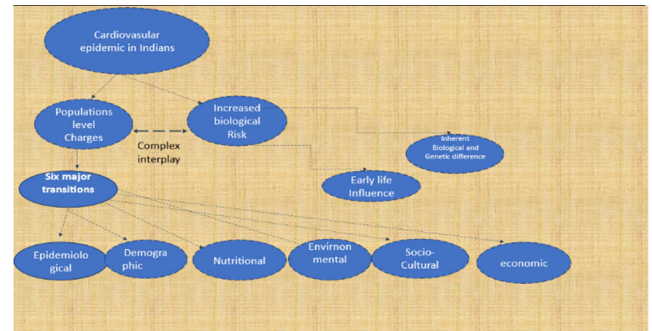 Cardiovasular
epidemic in Indians
Populations
level
Charges
Increased
biological
Risk
Complex
interplay
Inherent
Biological and
Genetic difference
Six major
transitions
Early life
Influence
Epidemiolo
gical
Demogra
phic
Nutritional
Envirnon
mental
Socio-
Cultural
economic